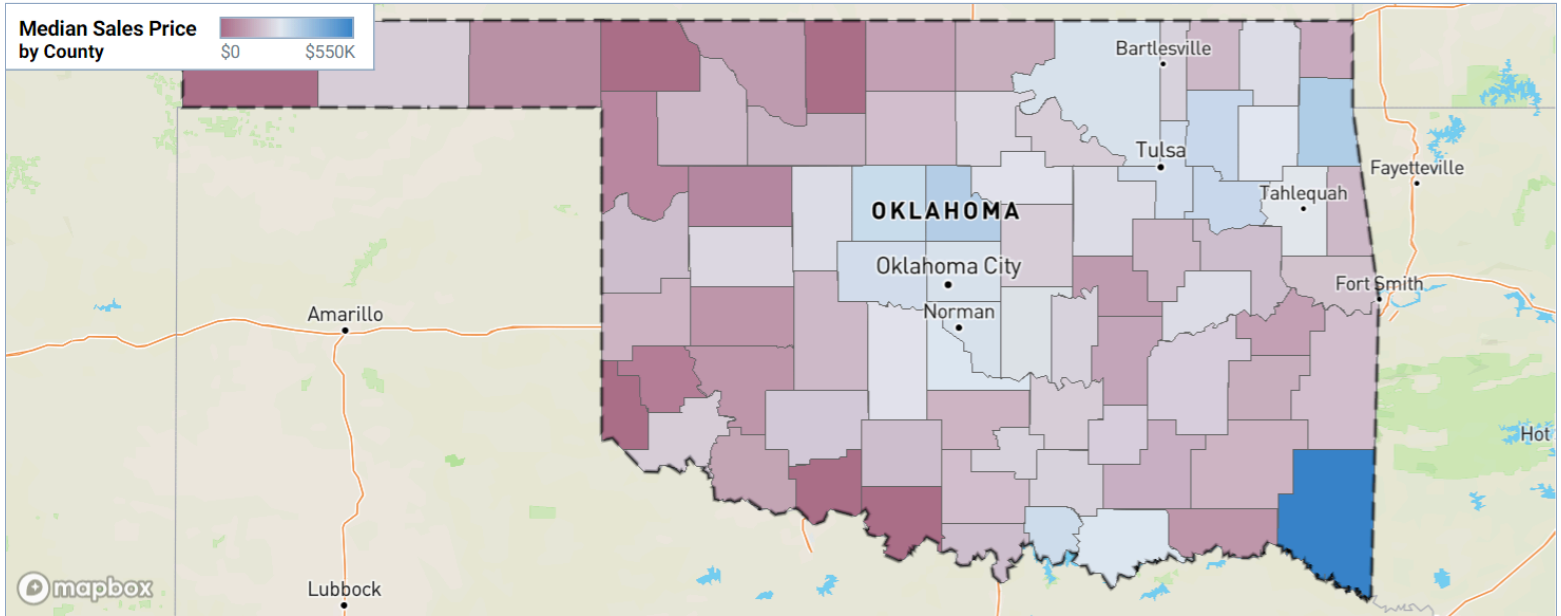 Median Sales Price
by County
$0 $550K
Bartlesville
Tulsa
Fayetteville
Tahlequah
OKLAHOMA
Oklahoma City
Fort Smith
Amarillo
Norman
Hot
Lubbock
mapbox